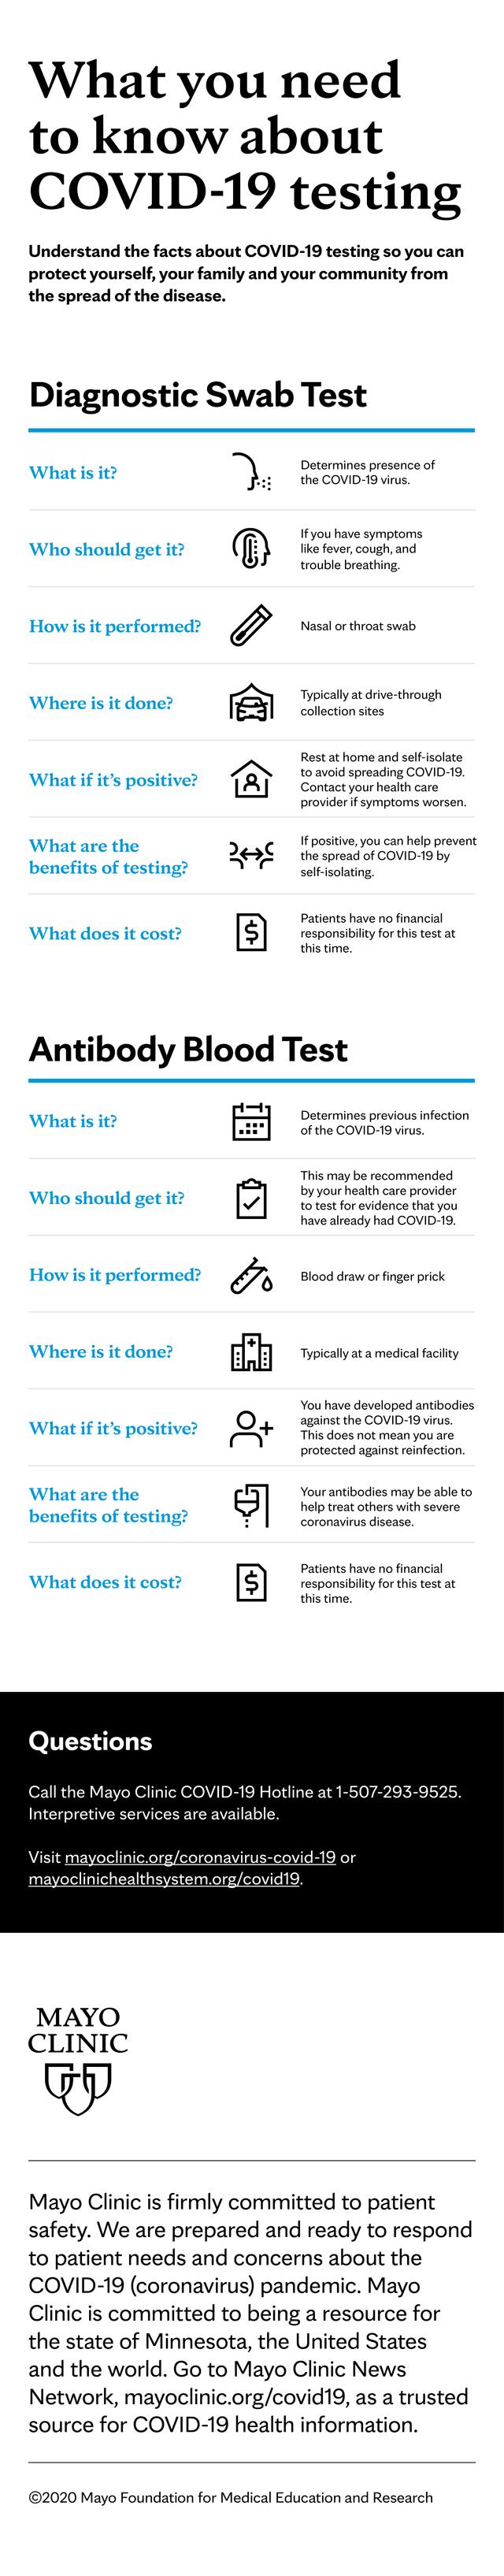 What you need
to know about
COVID-19 testing
Understand the facts about COVID-19 testing so you can
protect yourself, your family and your community from
the spread of the disease.
Diagnostic Swab Test
What is it?
Determines presence of
the COVID-19 virus.
Who should get it?
If you have symptoms
like fever, cough, and
trouble breathing.
How is it performed?
Nasal or throat swab
Where is it done?
Typically at drive-through
collection sites
What if it's positive?
Rest at home and self-isolate
to avoid spreading COVID-19.
Contact your health care
provider if symptoms worsen.
What are the
benefits of testing?
If positive, you can help prevent
the spread of COVID-19 by
self-isolating.
What does it cost?
$
Patients have no financial
responsibility for this test at
this time.
Antibody Blood Test
What is it?
Determines previous infection
of the COVID-19 virus.
Who should get it?
This may be recommended
by your health care provider
to test for evidence that you
have already had COVID-19.
How is it performed?
Blood draw or finger prick
Where is it done?
Typically at a medical facility
What if it's positive?
You have developed antibodies
against the COVID-19 virus.
This does not mean you are
protected against reinfection.
What are the
benefits of testing?
Your antibodies may be able to
help treat others with severe
coronavirus disease.
What does it cost?
$
Patients have no financial
responsibility for this test at
this time.
Questions
Call the Mayo Clinic COVID-19 Hotline at 1-507-293-9525.
Interpretive services are available.
Visit mayoclinic.org/coronavirus-covid-19 or
mayoclinichealthsystem.org/covid19.
MAYO
CLINIC
Mayo Clinic is firmly committed to patient
safety. We are prepared and ready to respond
to patient needs and concerns about the
COVID-19 (coronavirus) pandemic. Mayo
Clinic is committed to being a resource for
the state of Minnesota, the United States
and the world. Go to Mayo Clinic News
Network, mayoclinic.org/covid19, as a trusted
source for COVID-19 health information.
©2020 Mayo Foundation for Medical Education and Research